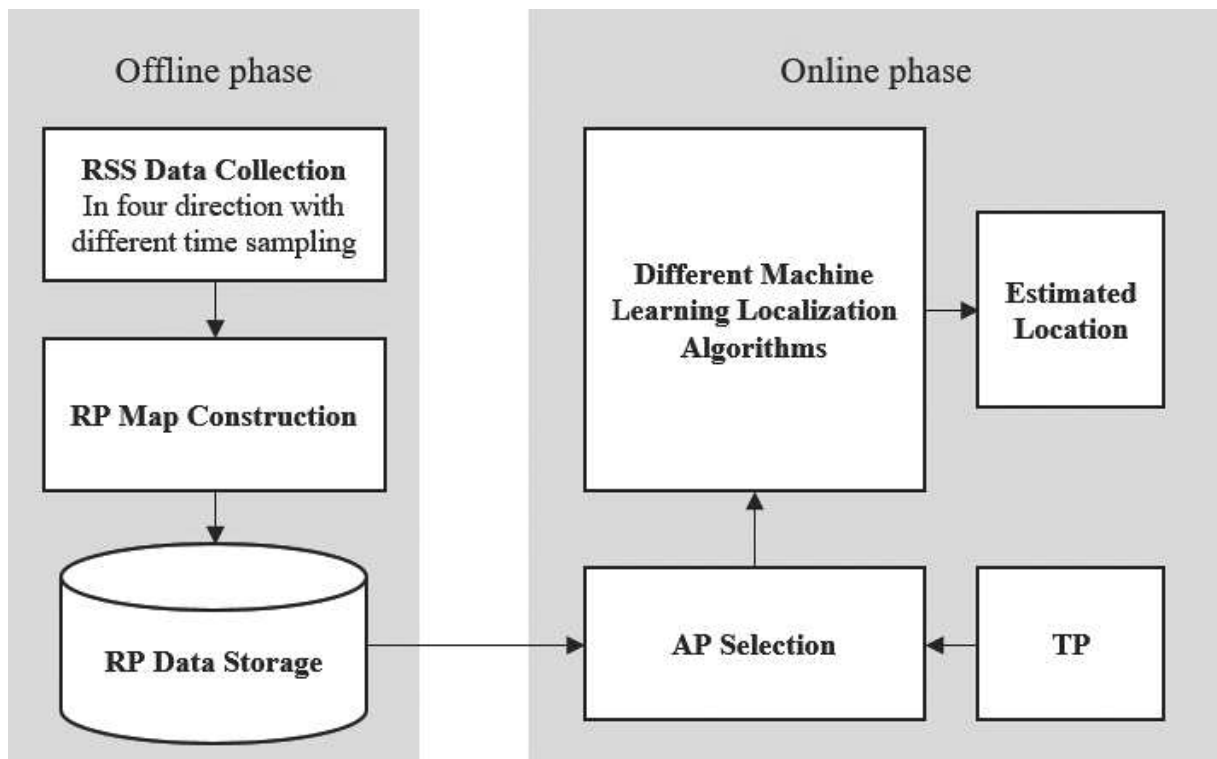 Offline phase
RSS Data Collection
In four direction with
different time sampling
RP Map Construction
RP Data Storage
Online phase
Different Machine
Learning Localization
Algorithms
Estimated
Location
AP Selection
TP